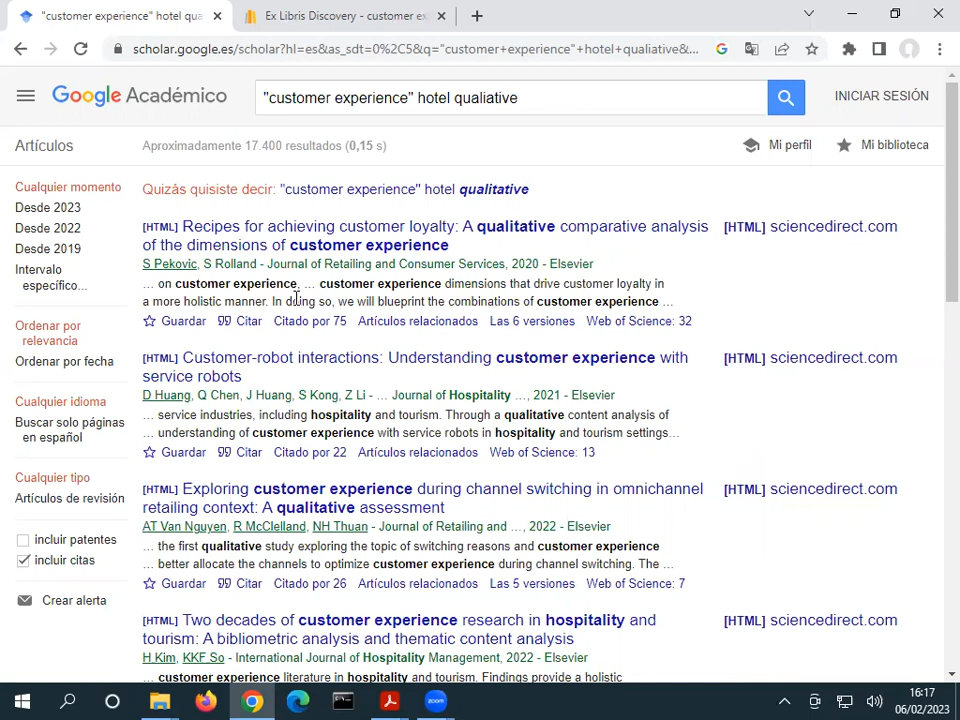 "customer experience" hotel qua
Ex Libris Discovery - customer ex
scholar.google.es/scholar?hl=es&as_sdt=0%2C5&q="customer+experience"+hotel+qualiative&...
Google Académico
"customer experience" hotel qualiative
INICIAR SESIÓN
Artículos
Aproximadamente 17.400 resultados (0,15 s)
Mi perfil
Mi biblioteca
Cualquier momento
Desde 2023
Desde 2022
Desde 2019
Intervalo
específico...
Ordenar por
relevancia
Ordenar por fecha
Cualquier idioma
Buscar solo páginas
en español
Cualquier tipo
Artículos de revisión
incluir patentes
incluir citas
Crear alerta
Quizás quisiste decir: "customer experience" hotel qualitative
[HTML] Recipes for achieving customer loyalty: A qualitative comparative analysis
of the dimensions of customer experience
S Pekovic, S Rolland - Journal of Retailing and Consumer Services, 2020 - Elsevier
... on customer experience, ... customer experience dimensions that drive customer loyalty in
a more holistic manner. In doing so, we will blueprint the combinations of customer experience ...
Guardar Citar Citado por 75 Artículos relacionados Las 6 versiones Web of Science: 32
[HTML] sciencedirect.com
[HTML] Customer-robot interactions: Understanding customer experience with
service robots
D Huang, Q Chen, J Huang, S Kong, Z Li - ... Journal of Hospitality ..., 2021 - Elsevier
... service industries, including hospitality and tourism. Through a qualitative content analysis of
... understanding of customer experience with service robots in hospitality and tourism settings...
Guardar Citar Citado por 22 Artículos relacionados Web of Science: 13
[HTML] sciencedirect.com
[HTML] Exploring customer experience during channel switching in omnichannel
retailing context: A qualitative assessment
AT Van Nguyen, R McClelland, NH Thuan - Journal of Retailing and ..., 2022 - Elsevier
... the first qualitative study exploring the topic of switching reasons and customer experience
... better allocate the channels to optimize customer experience during channel switching. The ...
Guardar Citar Citado por 26 Artículos relacionados Las 5 versiones Web of Science: 7
[HTML] sciencedirect.com
[HTML] Two decades of customer experience research in hospitality and
tourism: A bibliometric analysis and thematic content analysis
H Kim, KKF So - International Journal of Hospitality Management, 2022 - Elsevier
... customer experience literature in hospitality and tourism. Findings provide a holistic
[HTML] sciencedirect.com
zoom
16:17
06/02/2023